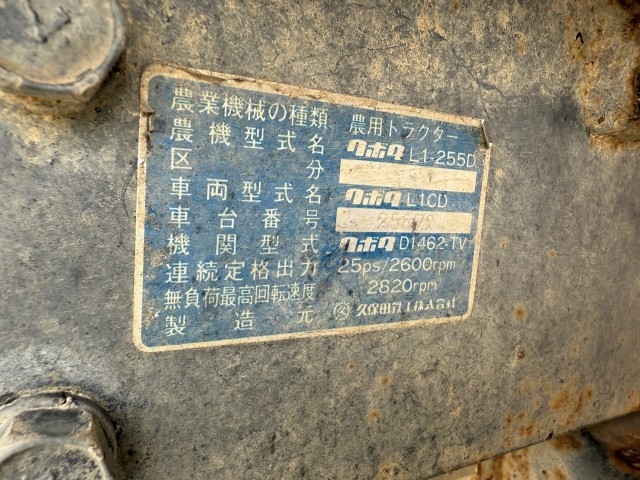 農業機械の種類 農用トラクター
農機型式名 クボタ L1-255D
区分
車両型式名 クボタ L1CD
車台番号
機関型式 クボタ D1462-TV
連続定格出力 25ps/2600rpm
無負荷最高回転速度 2820rpm
製造元 久保田鉄工株式会社